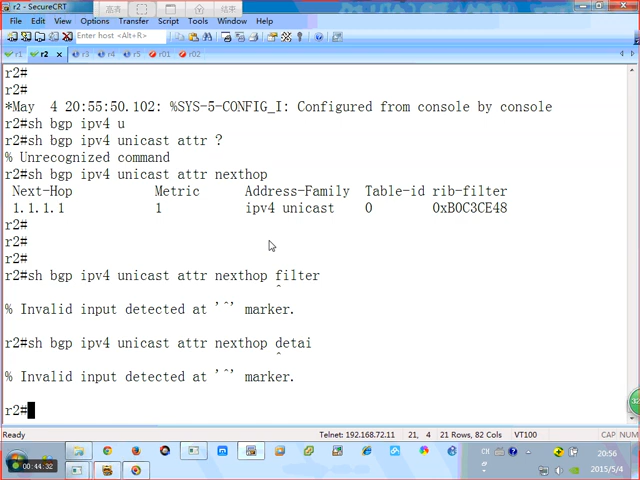 r2 - SecureCRT
File Edit View Options Transfer Script Tools Window Help
Enter host <Alt+R>
r1 r2 r3 r4 r5 r01 r02
r2#
r2#
*May  4 20:55:50.102: %SYS-5-CONFIG_I: Configured from console by console
r2#sh bgp ipv4 u
r2#sh bgp ipv4 unicast attr ?
% Unrecognized command
r2#sh bgp ipv4 unicast attr nexthop
Next-Hop Metric Address-Family Table-id rib-filter
1.1.1.1 1 ipv4 unicast 0 0xB0C3CE48
r2#
r2#
r2#
r2#sh bgp ipv4 unicast attr nexthop filter
^
% Invalid input detected at '^' marker.
r2#sh bgp ipv4 unicast attr nexthop detai
^
% Invalid input detected at '^' marker.
r2#
Ready Telnet: 192.168.72.11 21, 4 21 Rows, 82 Cols VT100 CAP NUM
32
00:44:32
CH
20:56
2015/5/4